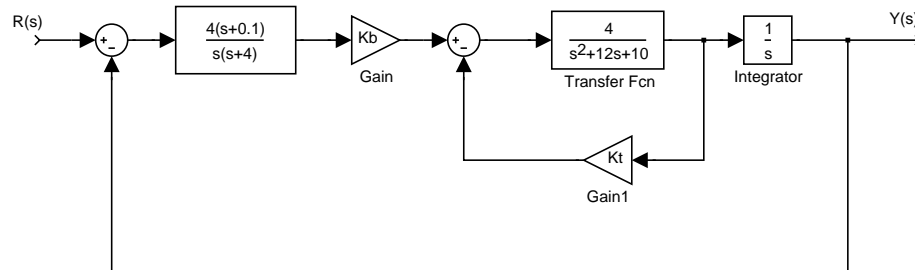 R(s)
Y(s)
+
−
4(s+0.1)
s(s+4)
Kb
Gain
+
−
4
s²+12s+10
Transfer Fcn
1
s
Integrator
Kt
Gain1